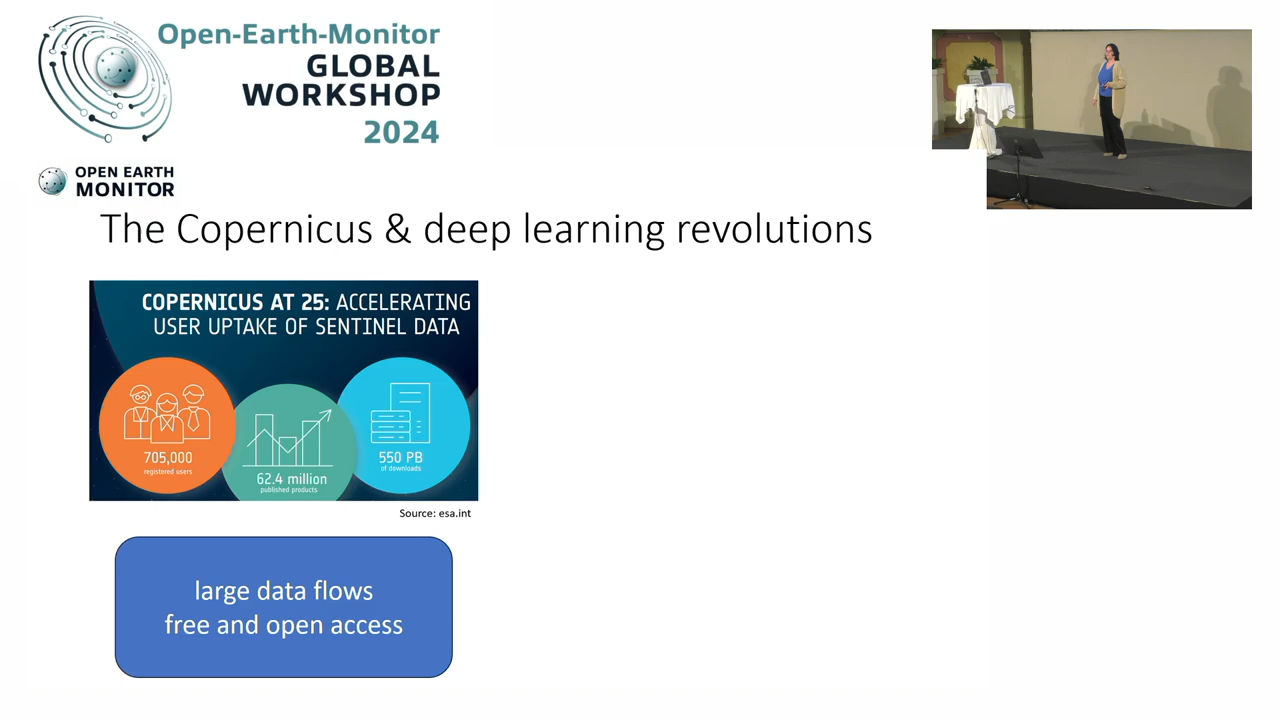 Open-Earth-Monitor
GLOBAL
WORKSHOP
2024
OPEN EARTH
MONITOR
The Copernicus & deep learning revolutions
COPERNICUS AT 25: ACCELERATING
USER UPTAKE OF SENTINEL DATA
705,000
registered users
62.4 million
published products
550 PB
of downloads
Source: esa.int
large data flows
free and open access